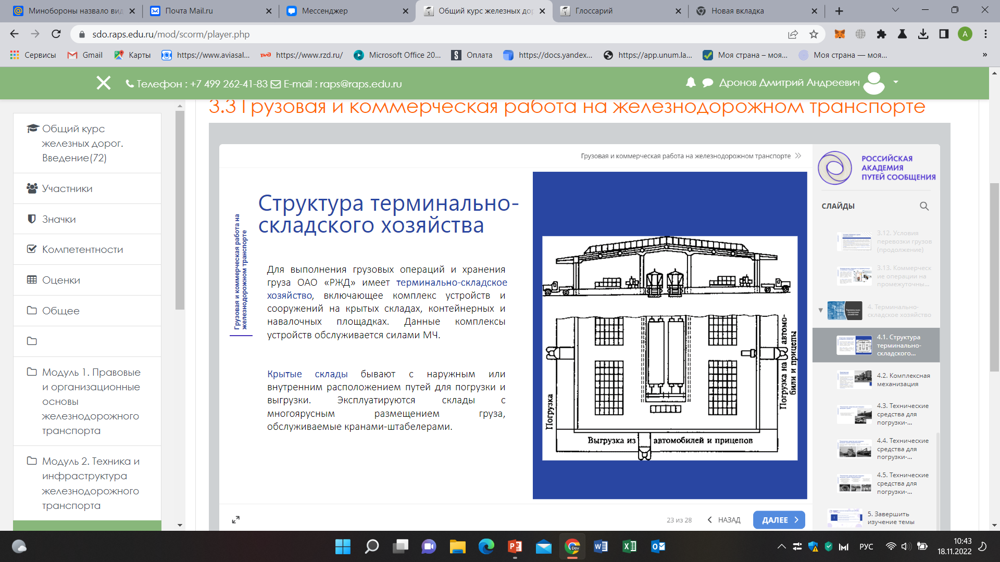 Минобороны назвало вид
Почта Mail.ru
Мессенджер
Общий курс железных дор
Глоссарий
Новая вкладка
sdo.raps.edu.ru/mod/scorm/player.php
A
Сервисы
Gmail
Карты
https://www.aviasal...
https://www.rzd.ru/
Microsoft Office 20...
Оплата
https://docs.yandex...
https://app.unum.la...
Моя страна – моя...
Моя страна — моя...
»
Телефон : +7 499 262-41-83 E-mail : raps@raps.edu.ru
Дронов Дмитрий Андреевич
3.3 Грузовая и коммерческая работа на железнодорожном транспорте
Общий курс
железных дорог.
Введение(72)
Участники
Значки
Компетентности
Оценки
Общее
Модуль 1. Правовые
и организационные
основы
железнодорожного
транспорта
Модуль 2. Техника и
инфраструктура
железнодорожного
транспорта
Грузовая и коммерческая работа на железнодорожном транспорте
Грузовая и коммерческая работа на
железнодорожном транспорте
Структура терминально-
складского хозяйства
Для выполнения грузовых операций и хранения
груза ОАО «РЖД» имеет терминально-складское
хозяйство, включающее комплекс устройств и
сооружений на крытых складах, контейнерных и
навалочных площадках. Данные комплексы
устройств обслуживается силами МЧ.
Крытые склады бывают с наружным или
внутренним расположением путей для погрузки и
выгрузки. Эксплуатируются склады с
многоярусным размещением груза,
обслуживаемые кранами-штабелерами.
Погрузка
Погрузка на автомо-
били и прицепы
Выгрузка из автомобилей и прицепов
23 из 28
НАЗАД
ДАЛЕЕ
РОССИЙСКАЯ
АКАДЕМИЯ
ПУТЕЙ СООБЩЕНИЯ
СЛАЙДЫ
3.12. Условия
перевозки грузов
(продолжение)
3.13. Коммерческ
ие операции на
промежуточны...
4. Терминально-
складское хозяйство
4.1. Структура
терминально-
складского...
4.2. Комплексная
механизация
4.3. Технические
средства для
погрузки-...
4.4. Технические
средства для
погрузки-...
4.5. Технические
средства для
погрузки-...
5. Завершить
изучение темы
РУС
10:43
18.11.2022